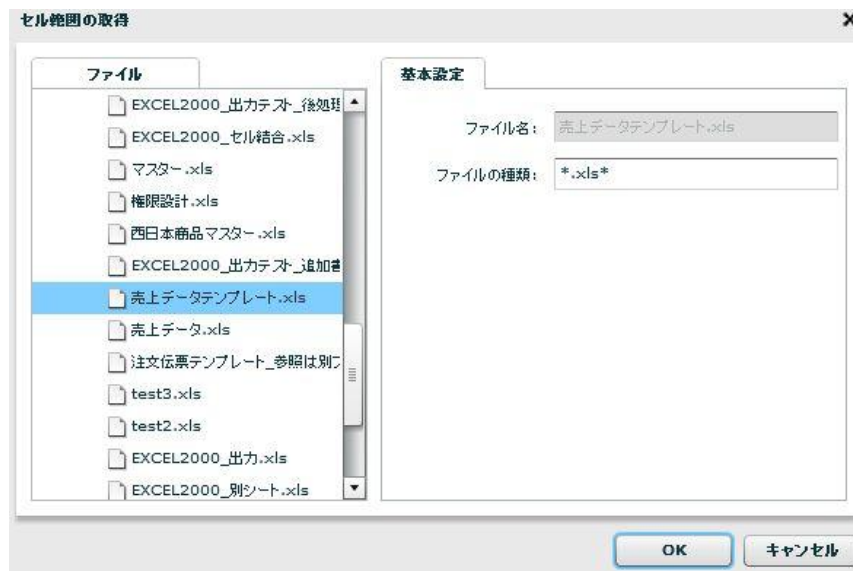 セル範囲の取得
ファイル
EXCEL2000_出力テスト_後処理
EXCEL2000_セル結合.xls
マスター.xls
権限設計.xls
西日本商品マスター.xls
EXCEL2000_出力テスト_追加書
売上データテンプレート.xls
売上データ.xls
注文伝票テンプレート_参照は別フ
test3.xls
test2.xls
EXCEL2000_出力.xls
EXCEL2000_別シート.xls
基本設定
ファイル名: 売上データテンプレート.xls
ファイルの種類: *.xls*
OK
キャンセル